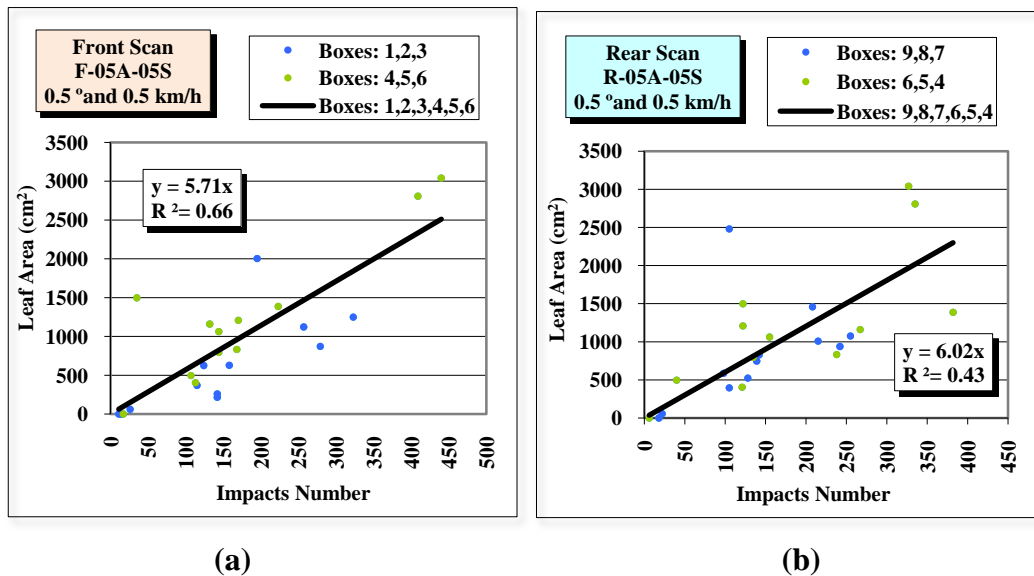 Front Scan
F-05A-05S
0.5 ºand 0.5 km/h
Boxes: 1,2,3
Boxes: 4,5,6
Boxes: 1,2,3,4,5,6
3500
3000
2500
2000
1500
1000
500
0
Leaf Area (cm²)
y = 5.71x
R ²= 0.66
0
50
100
150
200
250
300
350
400
450
500
Impacts Number
(a)
Rear Scan
R-05A-05S
0.5 ºand 0.5 km/h
Boxes: 9,8,7
Boxes: 6,5,4
Boxes: 9,8,7,6,5,4
3500
3000
2500
2000
1500
1000
500
0
Leaf Area (cm²)
y = 6.02x
R ²= 0.43
0
50
100
150
200
250
300
350
400
450
Impacts Number
(b)